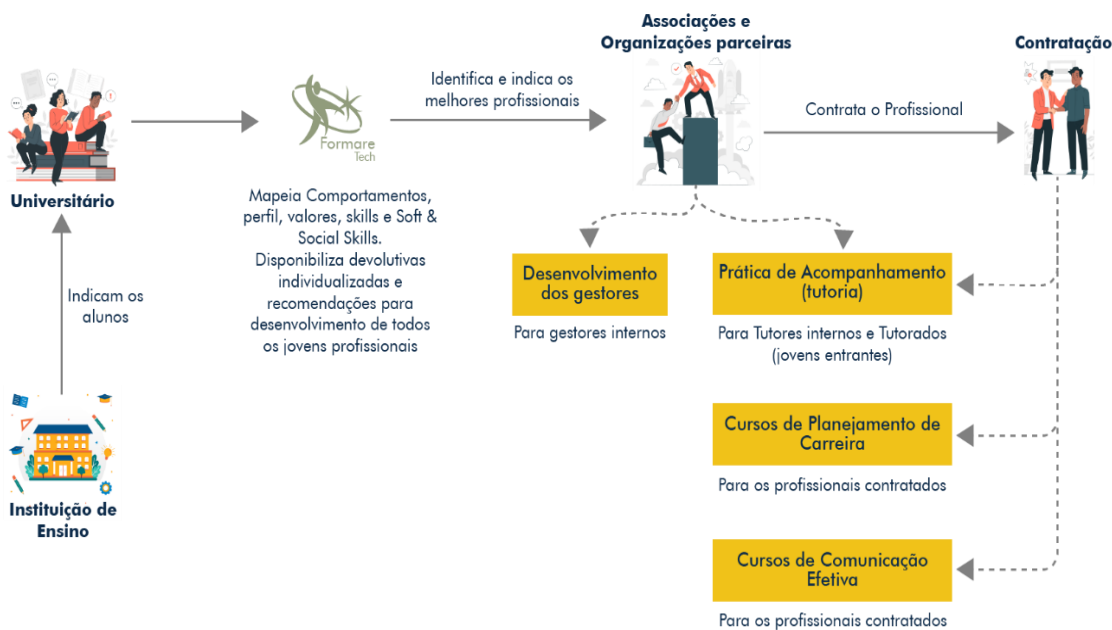 Associações e
Organizações parceiras
Contratação
Identifica e indica os
melhores profissionais
Contrata o Profissional
Formare
Tech
Universitário
Mapeia Comportamentos,
perfil, valores, skills e Soft &
Social Skills.
Disponibiliza devolutivas
individualizadas e
recomendações para
desenvolvimento de todos
os jovens profissionais
Indicam os
alunos
Instituição de
Ensino
Desenvolvimento
dos gestores
Para gestores internos
Prática de Acompanhamento
(tutoria)
Para Tutores internos e Tutorados
(jovens entrantes)
Cursos de Planejamento de
Carreira
Para os profissionais contratados
Cursos de Comunicação
Efetiva
Para os profissionais contratados